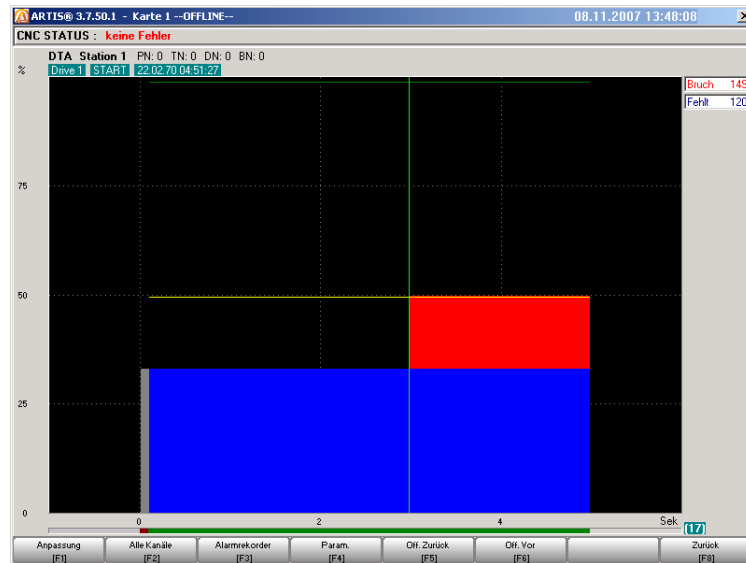 ARTIS® 3.7.50.1 - Karte 1 --OFFLINE-- 08.11.2007 13:48:08
CNC STATUS : keine Fehler
DTA Station 1 PN: 0 TN: 0 DN: 0 BN: 0
% Drive 1 START 22.02.70 04:51:27
Bruch 149
Fehlt 120
75
50
25
0
0 2 4 Sek
[17]
Anpassung Alle Kanäle Alarmrekorder Param. Off. Zurück Off. Vor Zurück
[F1] [F2] [F3] [F4] [F5] [F6] [F8]